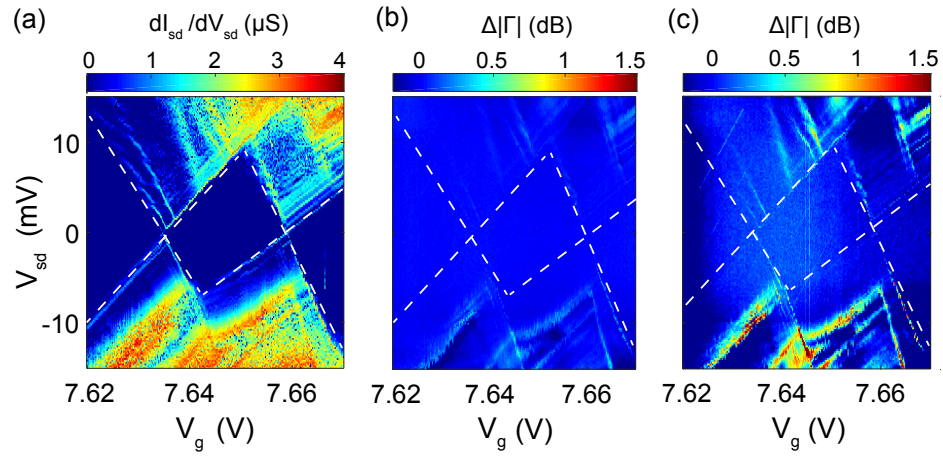 (a) dI_sd/dV_sd (μS) (b) Δ|Γ| (dB) (c) Δ|Γ| (dB)
0 1 2 3 4 0 0.5 1 1.5 0 0.5 1 1.5
10
0
-10
V_sd (mV)
7.62 7.64 7.66 7.62 7.64 7.66 7.62 7.64 7.66
V_g (V) V_g (V) V_g (V)